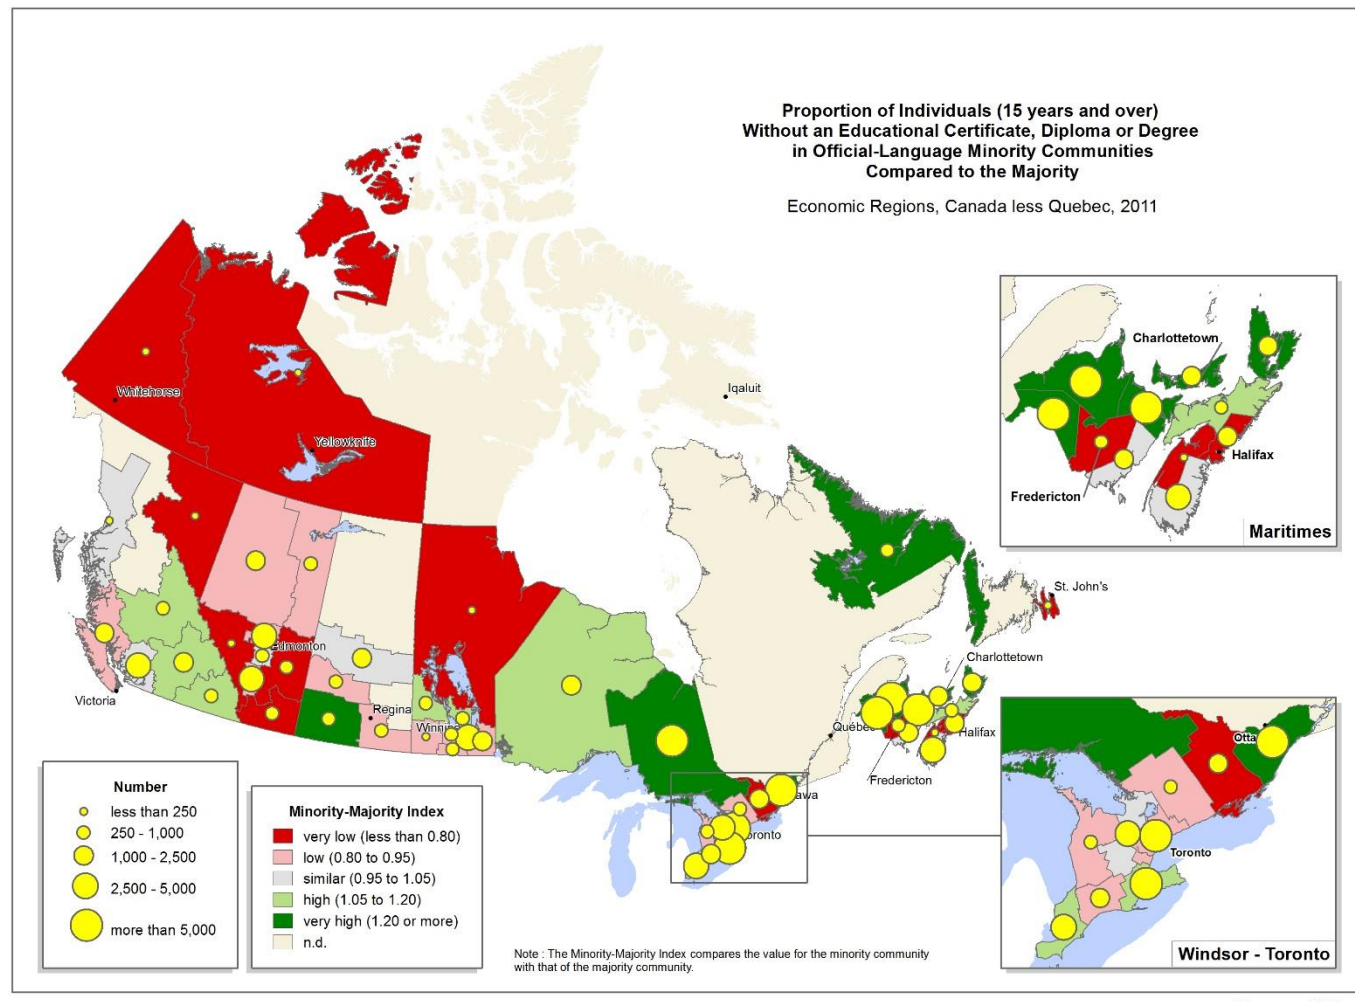 Proportion of Individuals (15 years and over)
Without an Educational Certificate, Diploma or Degree
in Official-Language Minority Communities
Compared to the Majority
Economic Regions, Canada less Quebec, 2011
Charlottetown
Halifax
Fredericton
Maritimes
Iqaluit
Whitehorse
Yellowknife
St. John's
Edmonton
Charlottetown
Victoria
Regina
Winni
Québec
Halifax
Fredericton
awa
oronto
Otta
Toronto
Windsor - Toronto
Number
less than 250
250 - 1,000
1,000 - 2,500
2,500 - 5,000
more than 5,000
Minority-Majority Index
very low (less than 0.80)
low (0.80 to 0.95)
similar (0.95 to 1.05)
high (1.05 to 1.20)
very high (1.20 or more)
n.d.
Note : The Minority-Majority Index compares the value for the minority community
with that of the majority community.